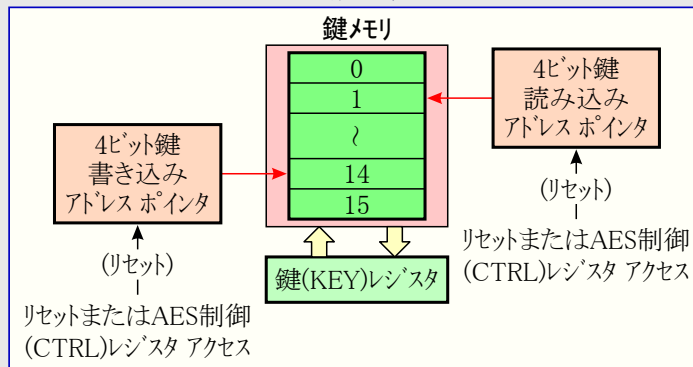 鍵メモリ
0
1
~
14
15
4ビット鍵
読み込み
アドレス ポインタ
(リセット)
リセットまたはAES制御
(CTRL)レジスタ アクセス
4ビット鍵
書き込み
アドレス ポインタ
(リセット)
リセットまたはAES制御
(CTRL)レジスタ アクセス
鍵(KEY)レジスタ